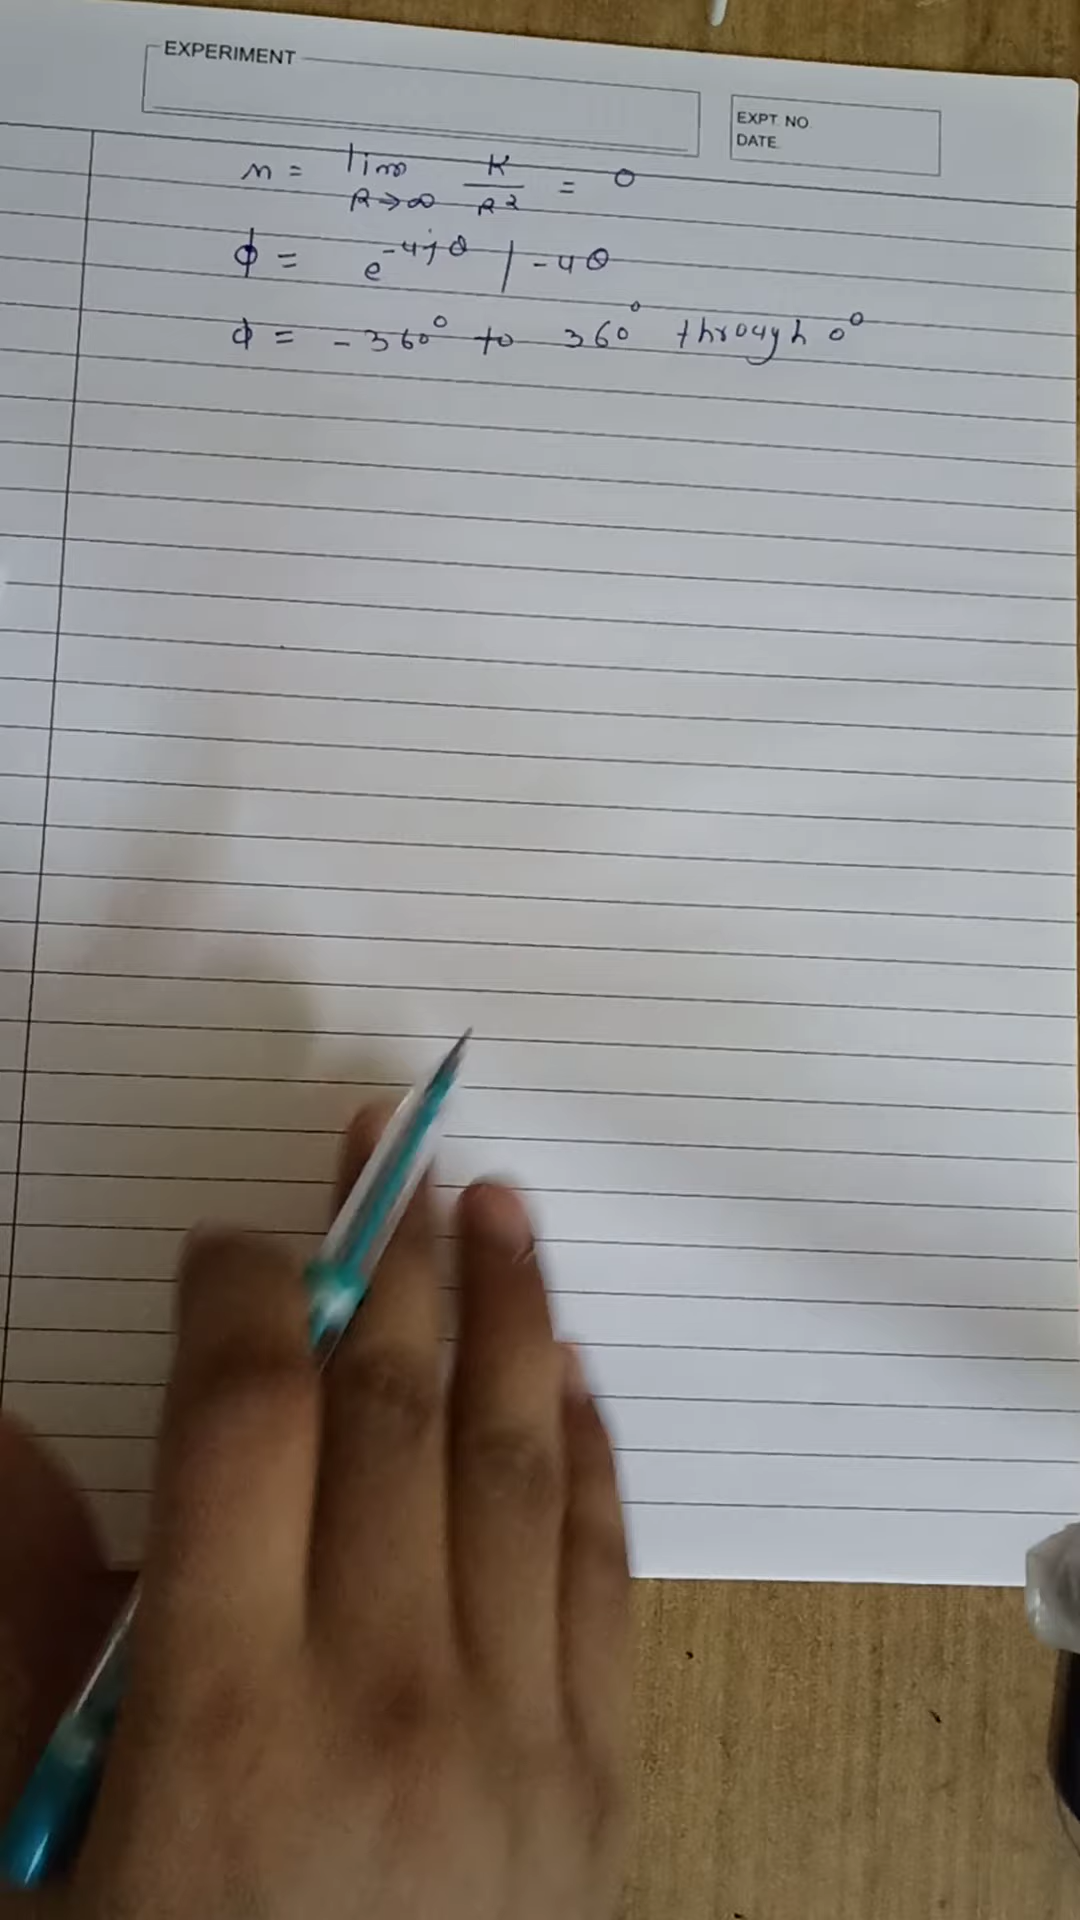 EXPERIMENT
EXPT. NO.
DATE.
m = lim R→∞ K/R² = 0
ϕ = e^-4jθ | -4θ
ϕ = -360° to 360° through 0°